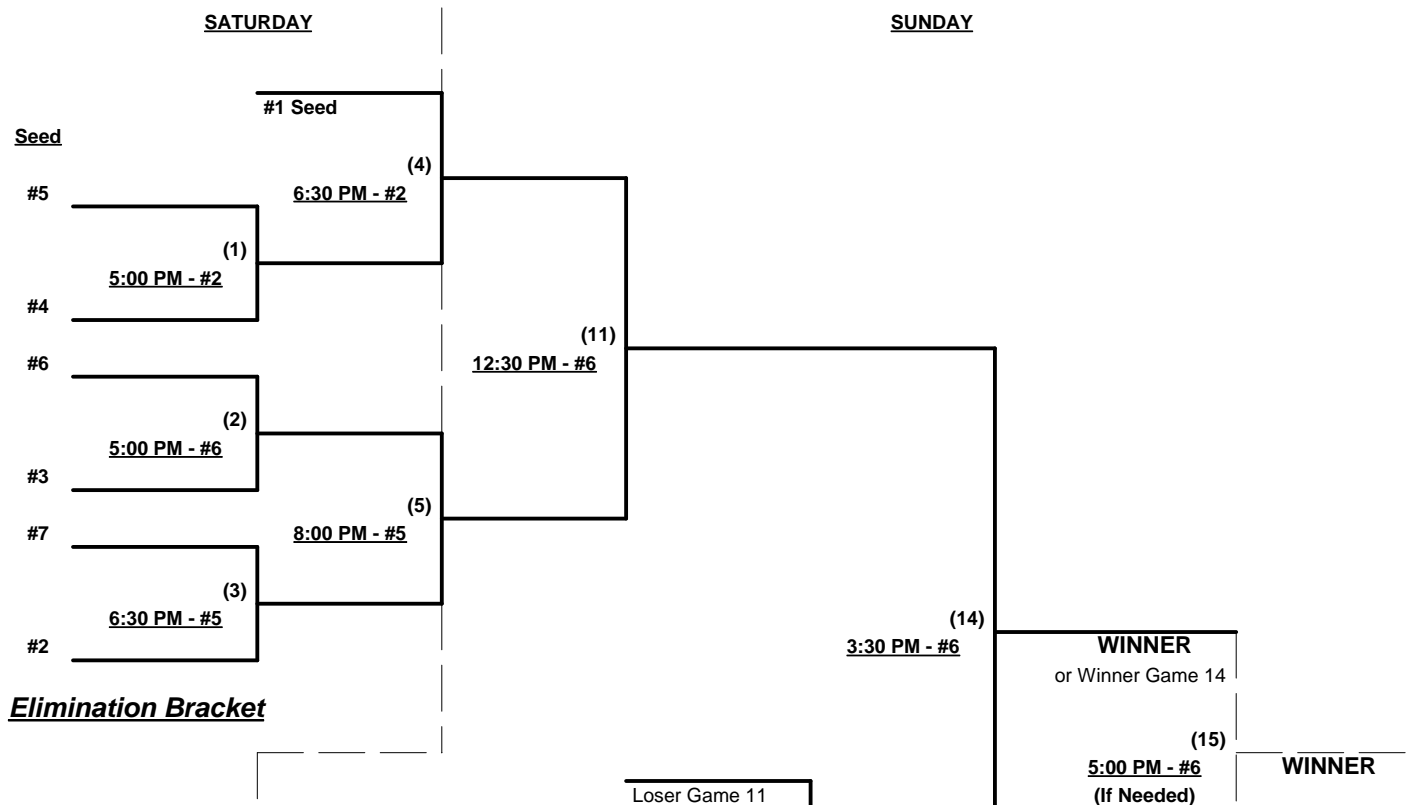 SATURDAY
SUNDAY
#1 Seed
Seed
(4)
#5
6:30 PM - #2
(1)
5:00 PM - #2
#4
(11)
#6
12:30 PM - #6
(2)
5:00 PM - #6
#3
(5)
#7
8:00 PM - #5
(3)
6:30 PM - #5
(14)
#2
3:30 PM - #6
WINNER
or Winner Game 14
Elimination Bracket
(15)
5:00 PM - #6
WINNER
Loser Game 11
(If Needed)